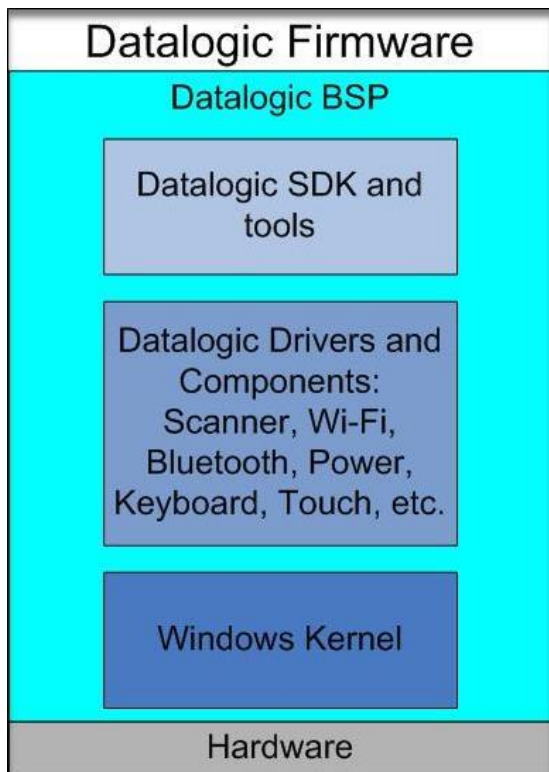 Datalogic Firmware
Datalogic BSP
Datalogic SDK and
tools
Datalogic Drivers and
Components:
Scanner, Wi-Fi,
Bluetooth, Power,
Keyboard, Touch, etc.
Windows Kernel
Hardware